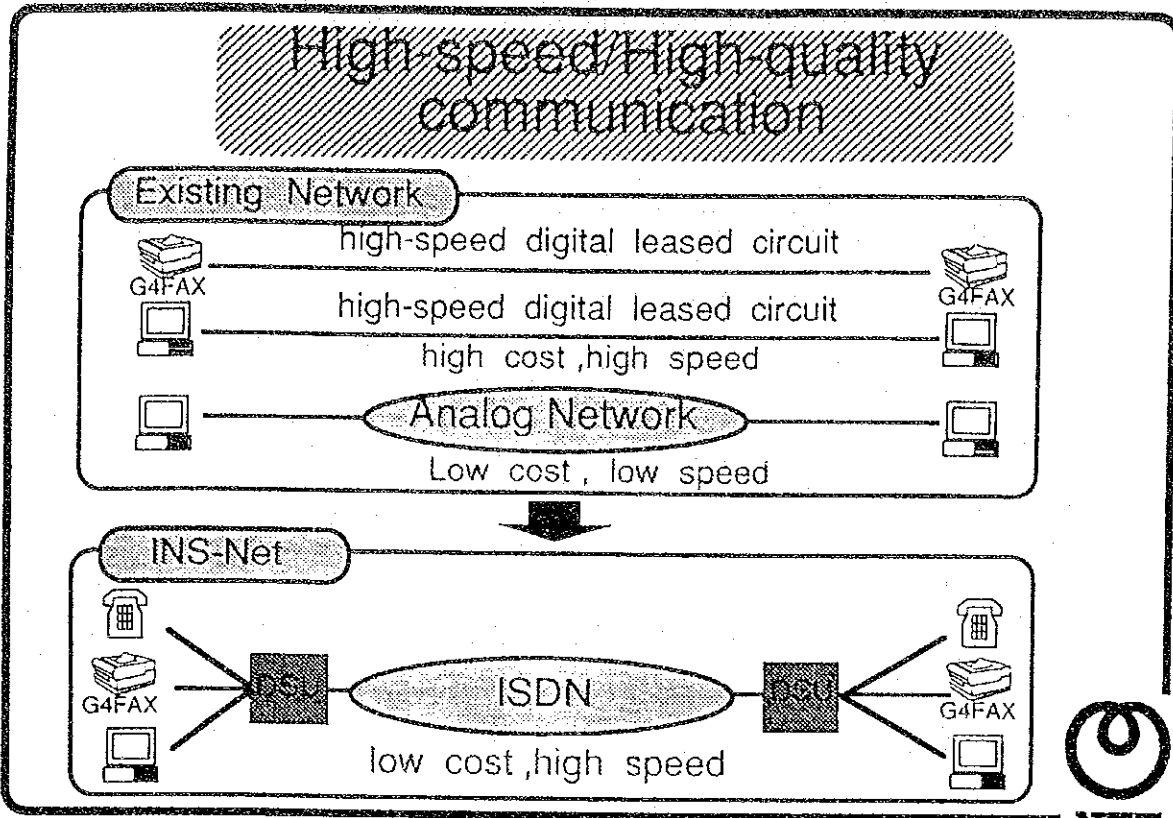 High-speed/High-quality
communication
Existing Network
high-speed digital leased circuit
G4FAX
G4FAX
high-speed digital leased circuit
high cost ,high speed
Analog Network
Low cost , low speed
INS-Net
DSU
ISDN
DSU
G4FAX
G4FAX
low cost ,high speed